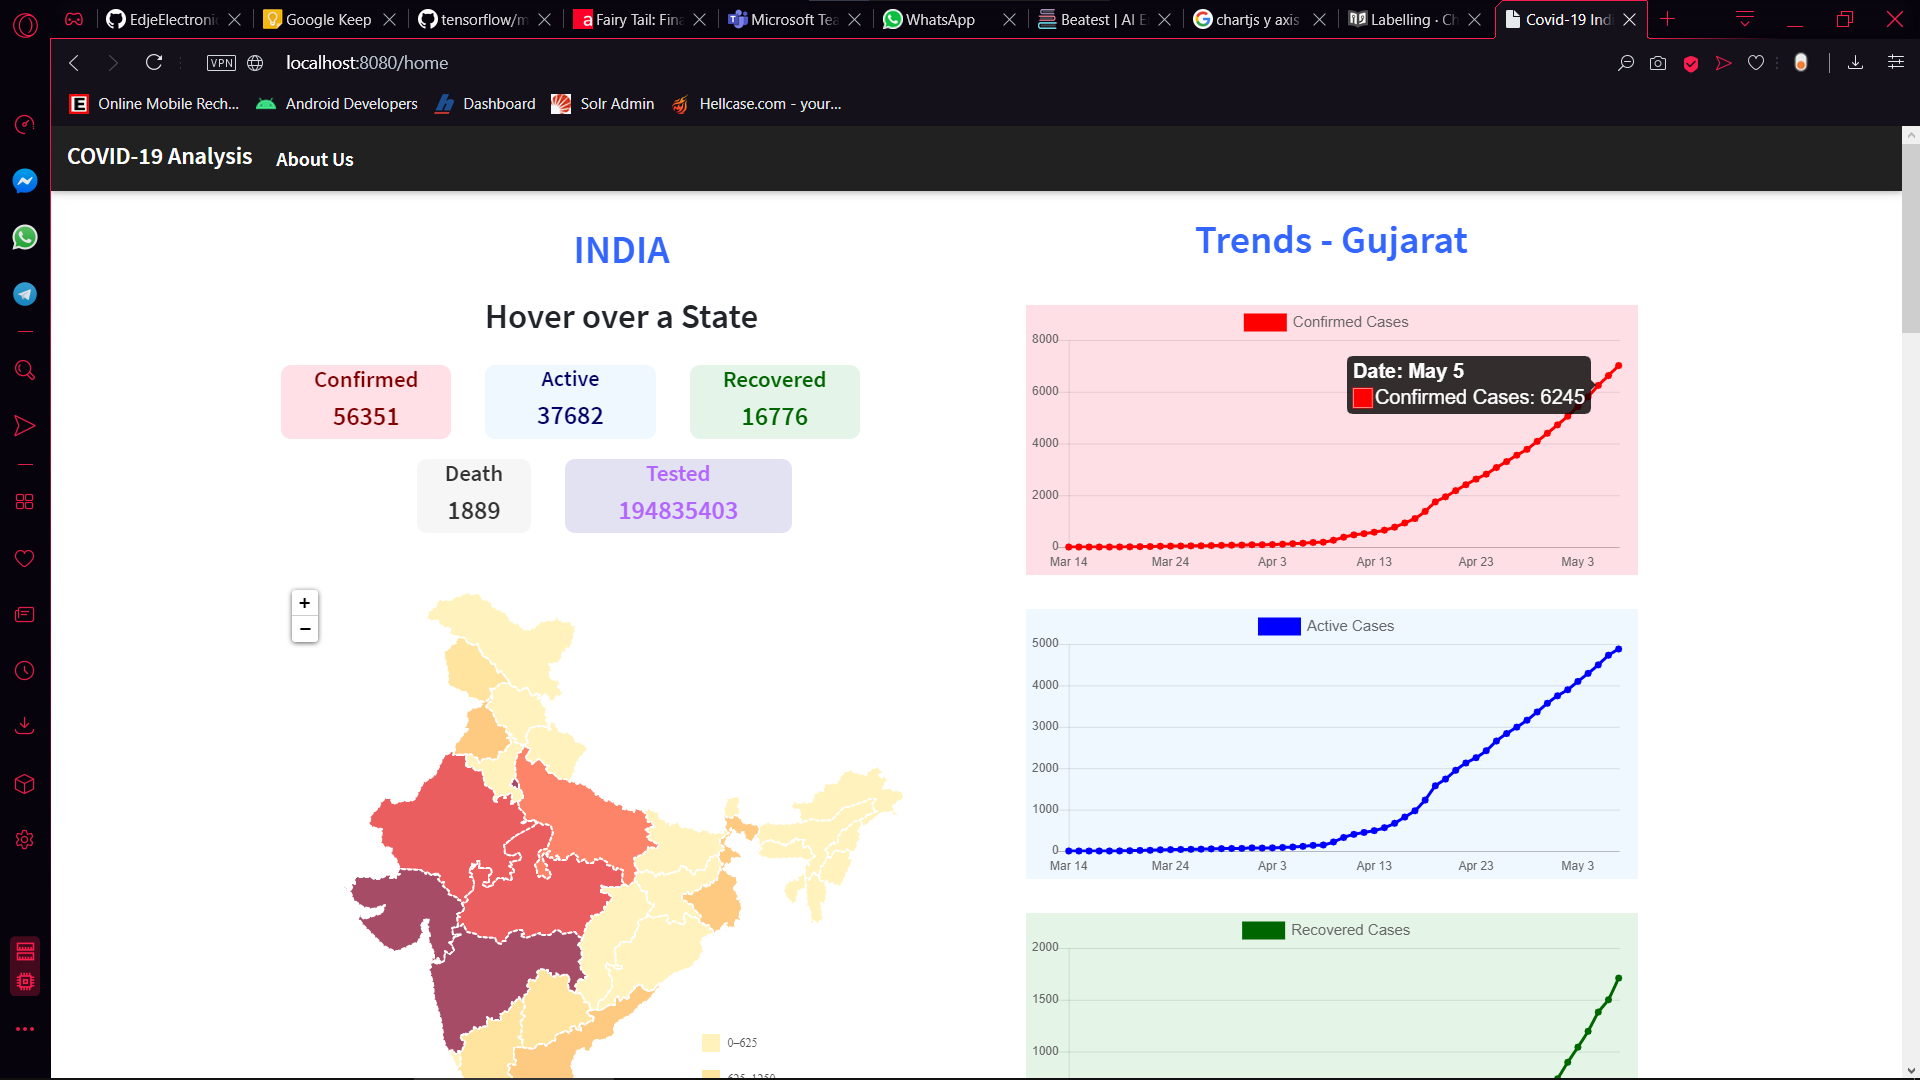 EdjeElectroni
Google Keep
tensorflow/m
Fairy Tail: Fina
Microsoft Tea
WhatsApp
Beatest | AI E
chartjs y axis
Labelling · Ch
Covid-19 Ind
VPN
localhost:8080/home
Online Mobile Rech...
Android Developers
Dashboard
Solr Admin
Hellcase.com - your...
COVID-19 Analysis
About Us
INDIA
Hover over a State
Confirmed
56351
Active
37682
Recovered
16776
Death
1889
Tested
194835403
+
−
0–625
625–1250
Trends - Gujarat
Confirmed Cases
8000
6000
4000
2000
0
Mar 14
Mar 24
Apr 3
Apr 13
Apr 23
May 3
Date: May 5
Confirmed Cases: 6245
Active Cases
5000
4000
3000
2000
1000
0
Mar 14
Mar 24
Apr 3
Apr 13
Apr 23
May 3
Recovered Cases
2000
1500
1000